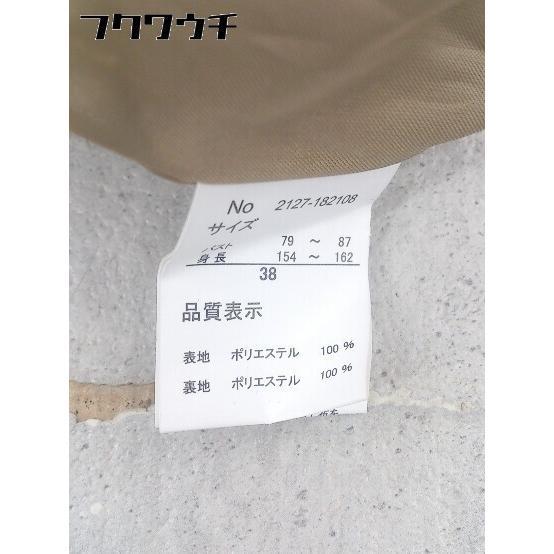 フクワウチ
No 2127-182108
サイズ
バスト 79 ～ 87
身長 154 ～ 162
38
品質表示
表地 ポリエステル 100 %
裏地 ポリエステル 100 %